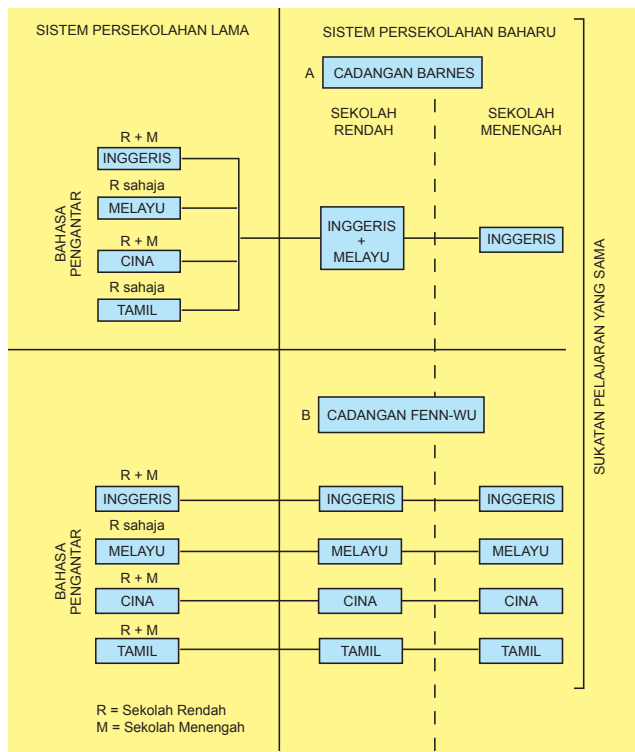 SISTEM PERSEKOLAHAN LAMA
SISTEM PERSEKOLAHAN BAHARU
A
CADANGAN BARNES
SEKOLAH
RENDAH
SEKOLAH
MENENGAH
BAHASA
PENGANTAR
R + M
INGGERIS
R sahaja
MELAYU
R + M
CINA
R sahaja
TAMIL
INGGERIS
+
MELAYU
INGGERIS
SUKATAN PELAJARAN YANG SAMA
B
CADANGAN FENN-WU
BAHASA
PENGANTAR
R + M
INGGERIS
INGGERIS
INGGERIS
R sahaja
MELAYU
MELAYU
MELAYU
R + M
CINA
CINA
CINA
R + M
TAMIL
TAMIL
TAMIL
R = Sekolah Rendah
M = Sekolah Menengah